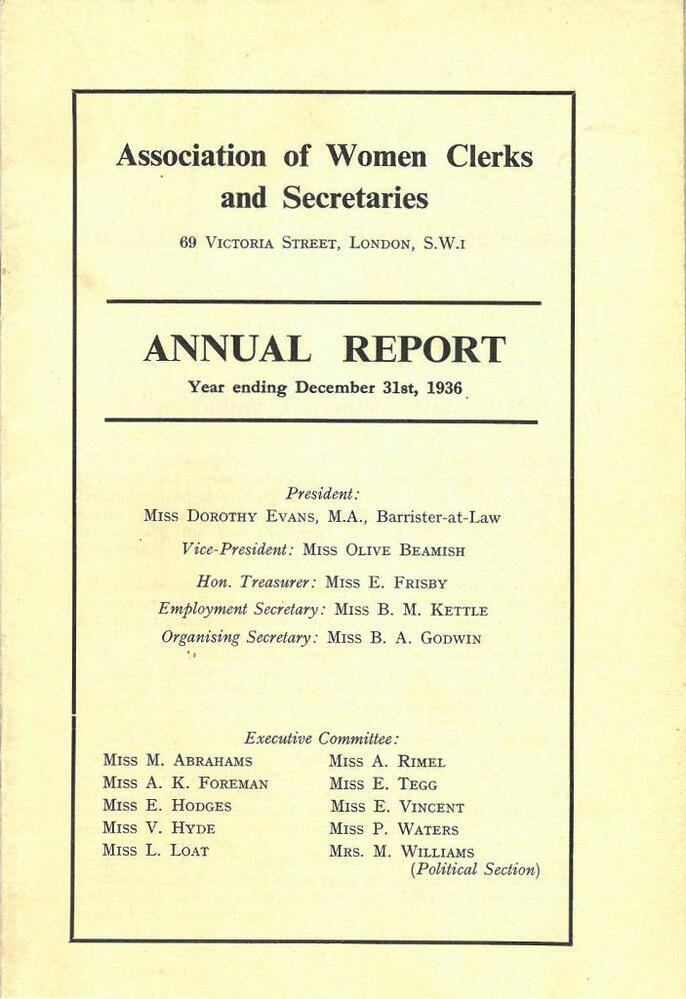 Association of Women Clerks
and Secretaries
69 Victoria Street, London, S.W.1
ANNUAL REPORT
Year ending December 31st, 1936
President:
Miss Dorothy Evans, M.A., Barrister-at-Law
Vice-President: Miss Olive Beamish
Hon. Treasurer: Miss E. Frisby
Employment Secretary: Miss B. M. Kettle
Organising Secretary: Miss B. A. Godwin
Executive Committee:
Miss M. Abrahams
Miss A. K. Foreman
Miss E. Hodges
Miss V. Hyde
Miss L. Loat
Miss A. Rimel
Miss E. Tegg
Miss E. Vincent
Miss P. Waters
Mrs. M. Williams
(Political Section)